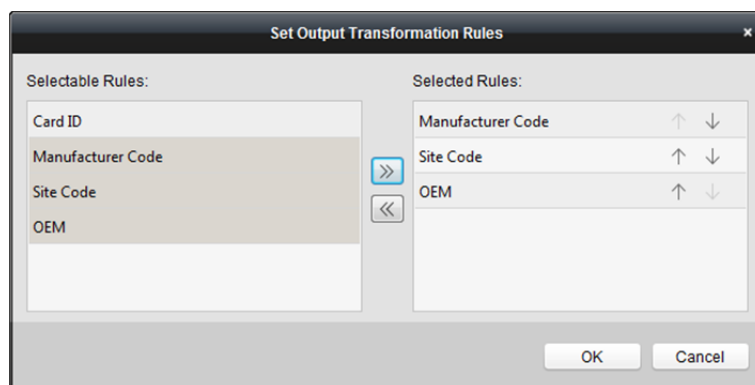 Set Output Transformation Rules
Selectable Rules:
Card ID
Manufacturer Code
Site Code
OEM
Selected Rules:
Manufacturer Code
Site Code
OEM
OK
Cancel